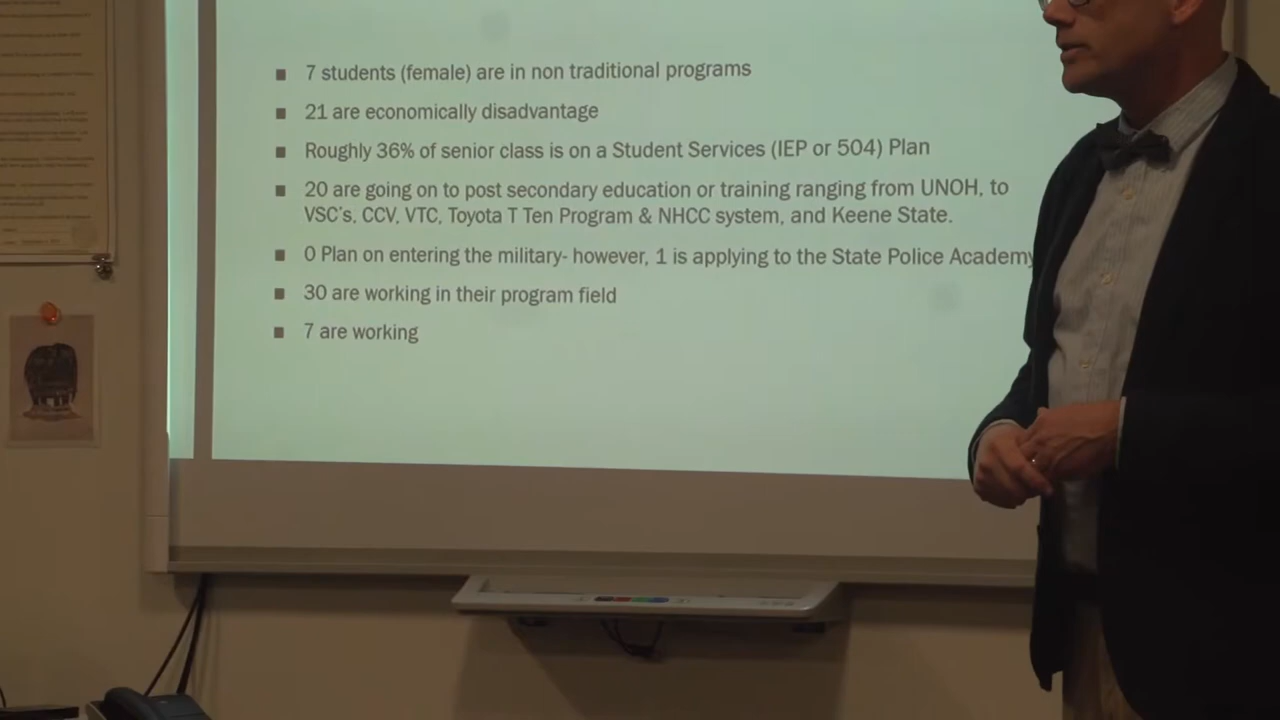 7 students (female) are in non traditional programs
21 are economically disadvantage
Roughly 36% of senior class is on a Student Services (IEP or 504) Plan
20 are going on to post secondary education or training ranging from UNOH, to
VSC's, CCV, VTC, Toyota T Ten Program & NHCC system, and Keene State.
0 Plan on entering the military- however, 1 is applying to the State Police Academy
30 are working in their program field
7 are working